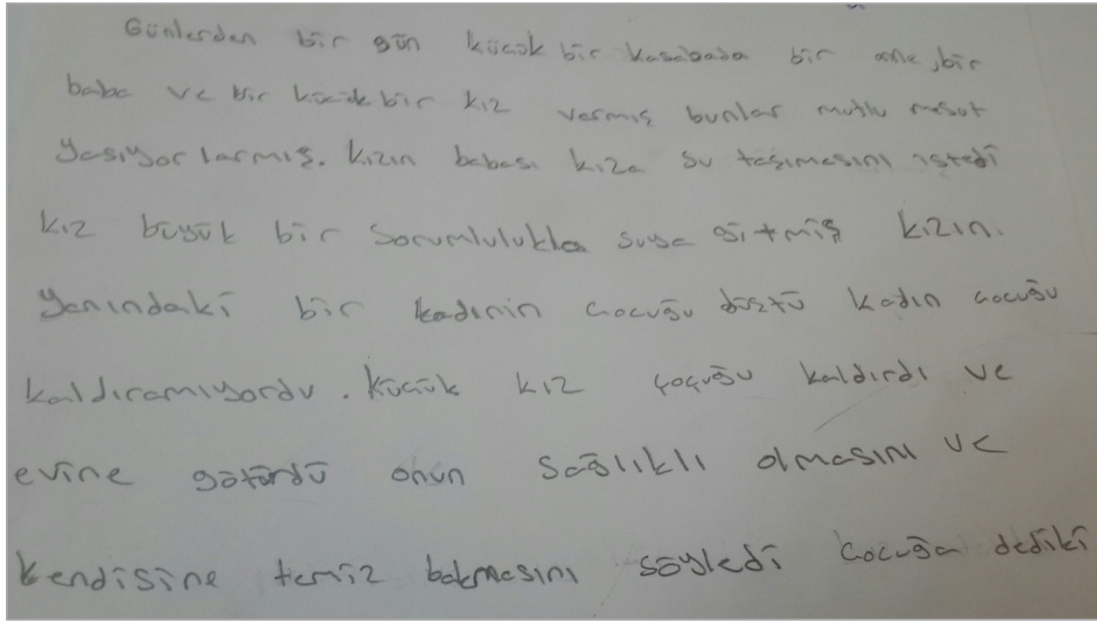 Günlerden bir gün küçük bir kasabada bir anne, bir
baba ve bir küçük bir kız varmış bunlar mutlu mesut
yaşıyorlarmış. Kızın babası kıza su taşımasını istedi
kız büyük bir sorumlulukla suya gitmiş kızın.
yanındaki bir kadının çocuğu düştü kadın çocuğu
kaldıramıyordu. Küçük kız çoçuğu kaldırdı ve
evine götürdü onun sağlıklı olmasını ve
kendisine temiz bakmasını söyledi çocuğa dediki